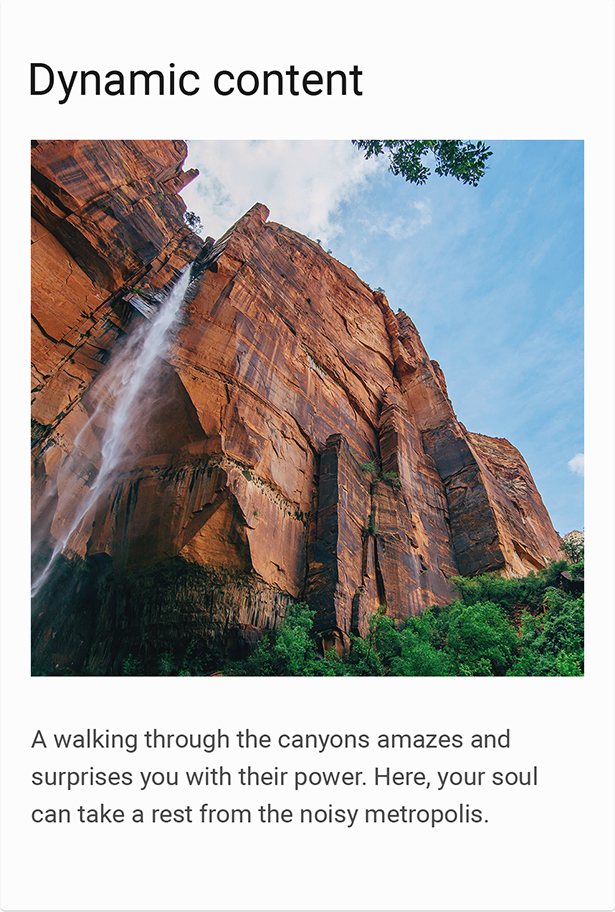 Dynamic content
A walking through the canyons amazes and
surprises you with their power. Here, your soul
can take a rest from the noisy metropolis.